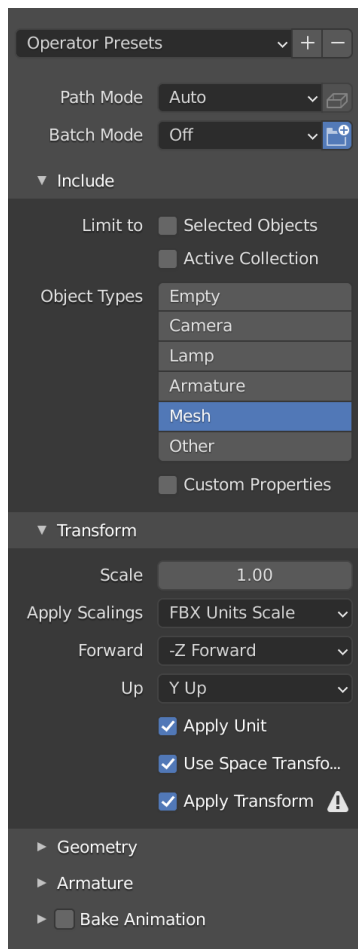 Operator Presets
Path Mode Auto
Batch Mode Off
Include
Limit to Selected Objects
Active Collection
Object Types Empty
Camera
Lamp
Armature
Mesh
Other
Custom Properties
Transform
Scale 1.00
Apply Scalings FBX Units Scale
Forward -Z Forward
Up Y Up
Apply Unit
Use Space Transfo...
Apply Transform
Geometry
Armature
Bake Animation